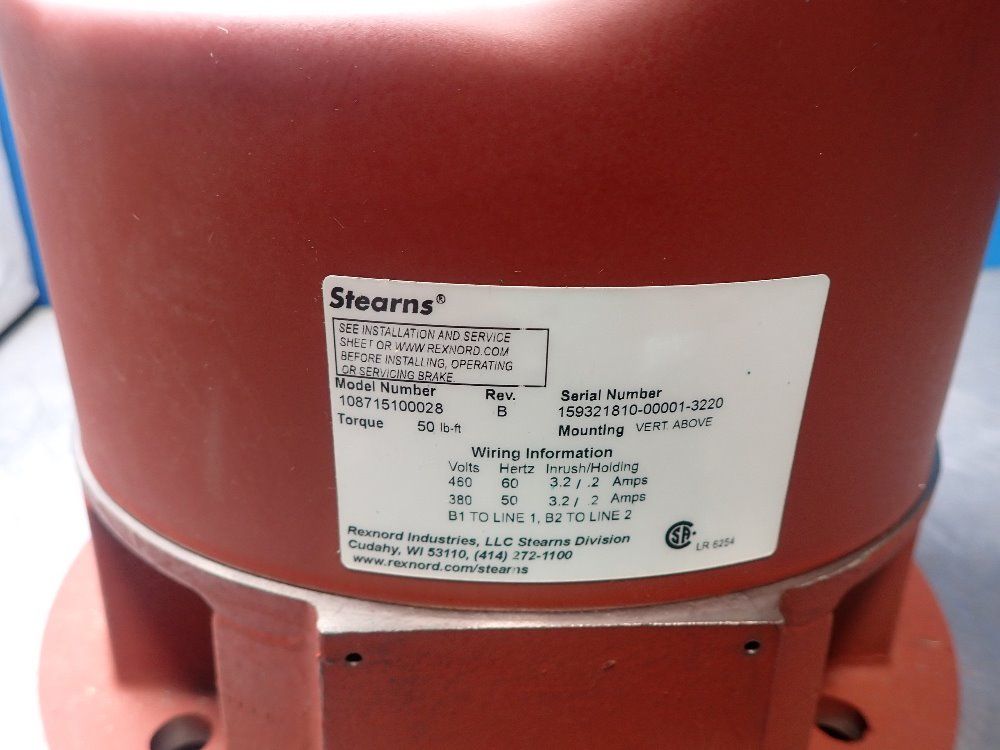 Stearns®
SEE INSTALLATION AND SERVICE
SHEET OR WWW.REXNORD.COM
BEFORE INSTALLING, OPERATING
OR SERVICING BRAKE.
Model Number Rev. Serial Number
108715100028 B 159321810-00001-3220
Torque 50 lb-ft Mounting VERT. ABOVE
Wiring Information
Volts Hertz Inrush/Holding
460 60 3.2 / .2 Amps
380 50 3.2 / .2 Amps
B1 TO LINE 1, B2 TO LINE 2
Rexnord Industries, LLC Stearns Division
Cudahy, WI 53110, (414) 272-1100
www.rexnord.com/stearns
SA LR 6254